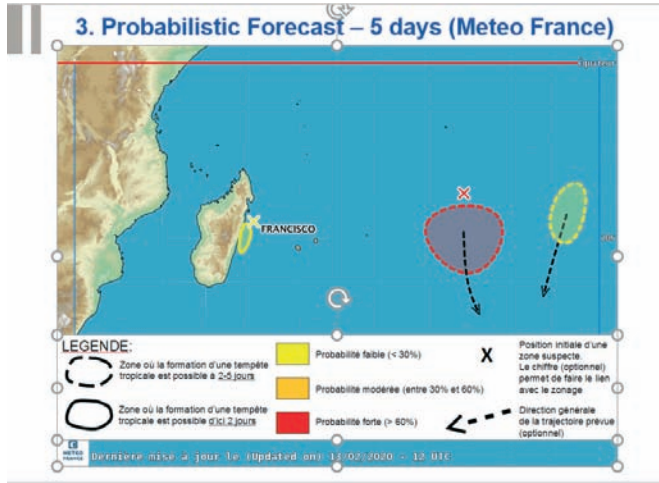 3. Probabilistic Forecast – 5 days (Meteo France)
Equateur
FRANCISCO
LEGENDE:
Zone où la formation d'une tempête
tropicale est possible à 2-5 jours
Zone où la formation d'une tempête
tropicale est possible d'ici 2 jours
Probabilité faible (< 30%)
Probabilité modérée (entre 30% et 60%)
Probabilité forte (> 60%)
X
Position initiale d'une
zone suspecte.
Le chiffre (optionnel)
permet de faire le lien
avec le zonage
Direction générale
de la trajectoire prévue
(optionnel)
METEO
FRANCE
Derniere mise a jour le (Updated on) 13/02/2020 - 12 UTC